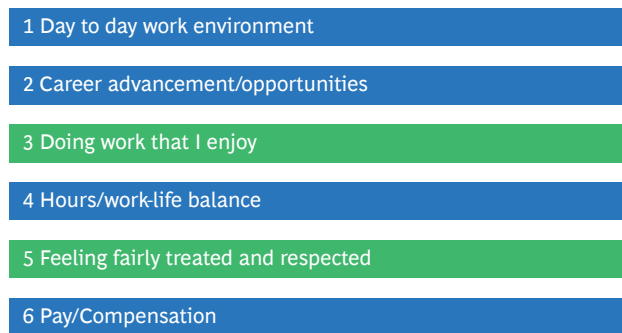 1 Day to day work environment
2 Career advancement/opportunities
3 Doing work that I enjoy
4 Hours/work-life balance
5 Feeling fairly treated and respected
6 Pay/Compensation